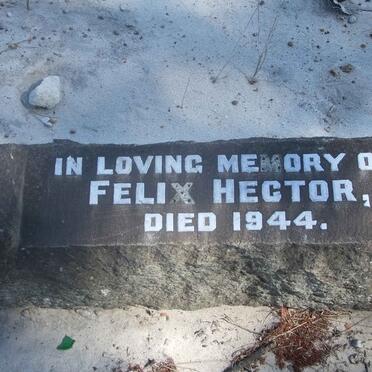 IN LOVING MEMORY O
FELIX HECTOR,
DIED 1944.